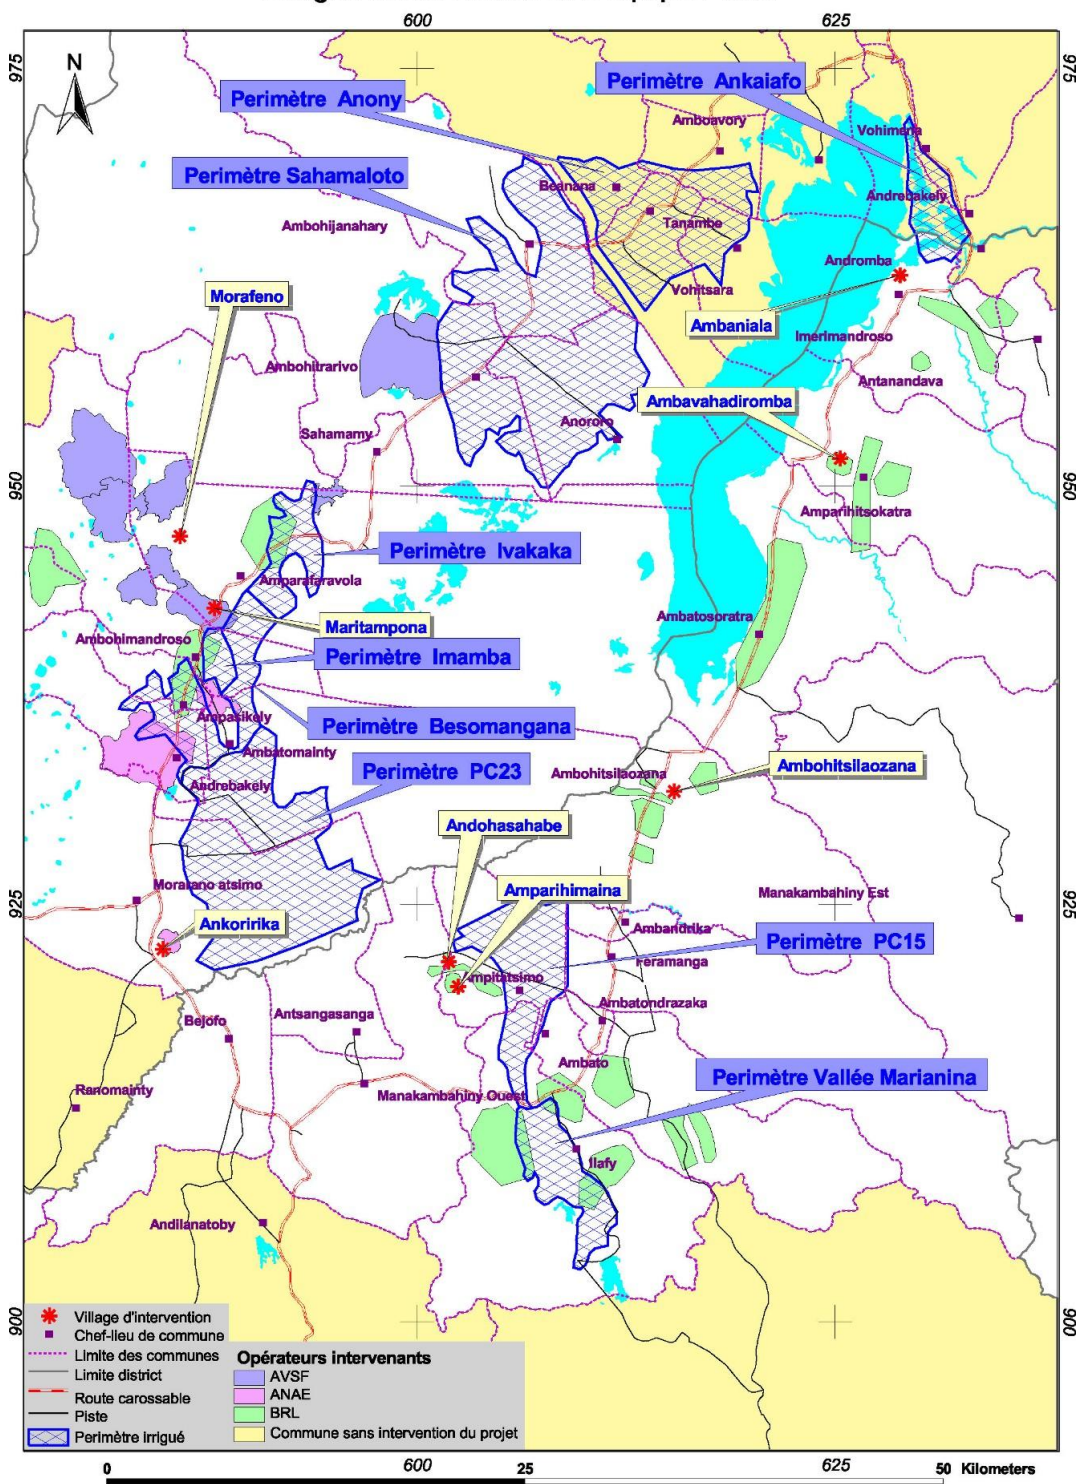 600
625
975
975
N
Perimètre Ankaiafo
Perimètre Anony
Amboavory
Vohimena
Perimètre Sahamaloto
Beanana
Andrebakely
Ambohijanahary
Tanambe
Andromba
Morafeno
Vohitsara
Ambaniala
Imerimandroso
Ambohitrarivo
Antanandava
Ambavahadiromba
Anororo
Sahamamy
950
950
Amparihitsokatra
Perimètre Ivakaka
Amparafaravola
Maritampona
Ambatosoratra
Ambohimandroso
Perimètre Imamba
Ampasikely
Perimètre Besomangana
Ambatomainty
Perimètre PC23
Ambohitsilaozana
Ambohitsilaozana
Andrebakely
Andohasahabe
Morarano atsimo
Amparihimaina
Manakambahiny Est
925
925
Ankoririka
Ambandrika
Perimètre PC15
Feramanga
Ampitatsimo
Ambatondrazaka
Antsangasanga
Bejofo
Ambato
Perimètre Vallée Marianina
Ranomainty
Manakambahiny Ouest
Ilafy
Andilanatoby
900
900
Village d'intervention
Chef-lieu de commune
Limite des communes
Limite district
Route carossable
Piste
Perimètre irrigué
Opérateurs intervenants
AVSF
ANAE
BRL
Commune sans intervention du projet
600
625
0
25
50 Kilometers